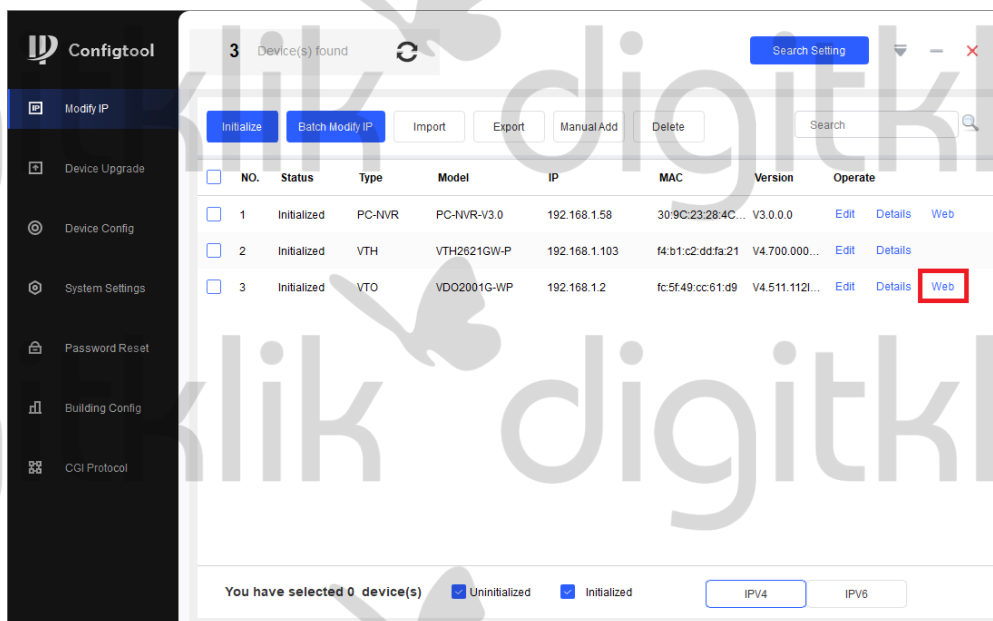 Configtool
3 Device(s) found
Search Setting
Modify IP
Initialize Batch Modify IP Import Export Manual Add Delete Search
Device Upgrade
NO. Status Type Model IP MAC Version Operate
1 Initialized PC-NVR PC-NVR-V3.0 192.168.1.58 30:9C:23:28:4C... V3.0.0.0 Edit Details Web
Device Config
2 Initialized VTH VTH2621GW-P 192.168.1.103 f4:b1:c2:dd:fa:21 V4.700.000... Edit Details
System Settings
3 Initialized VTO VDO2001G-WP 192.168.1.2 fc:5f:49:cc:61:d9 V4.511.112I... Edit Details Web
Password Reset
Building Config
CGI Protocol
You have selected 0 device(s) Uninitialized Initialized IPV4 IPV6
digitklik